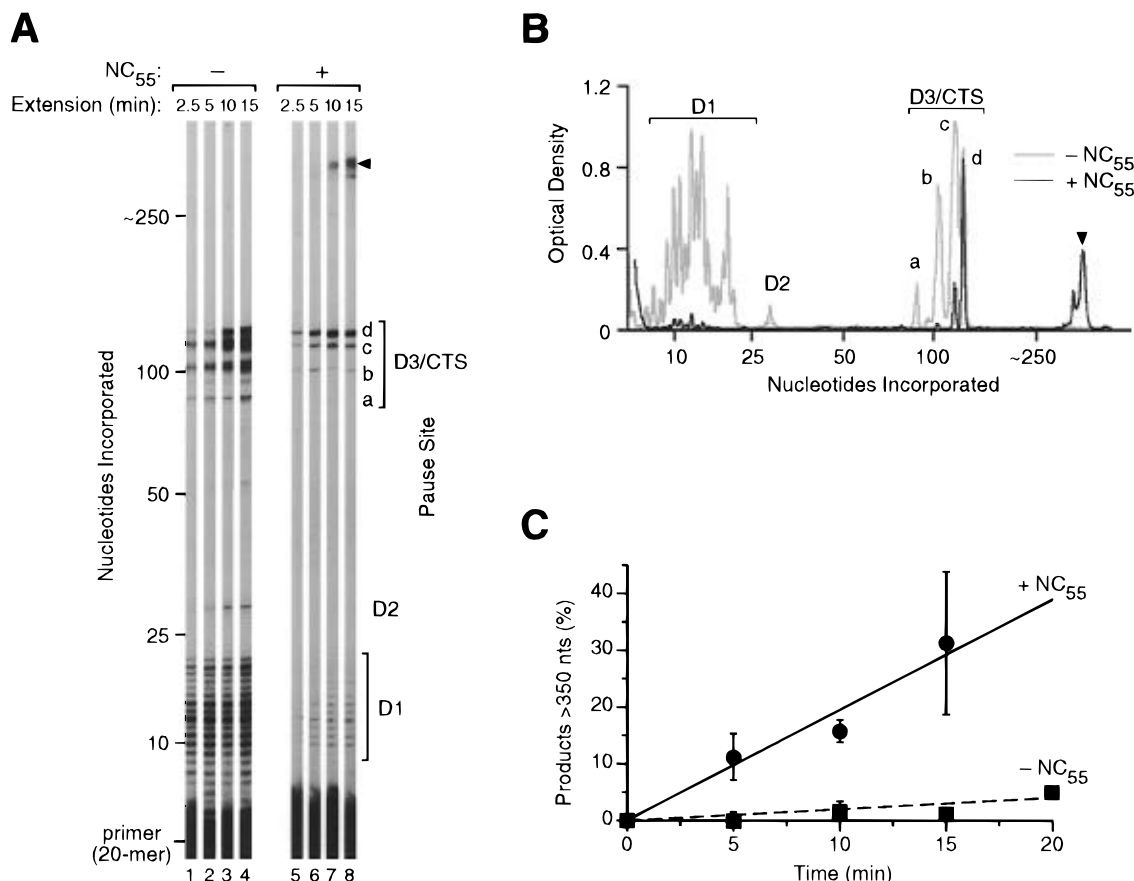 A
NC55: – +
Extension (min): 2.5 5 10 15 2.5 5 10 15
~250
100
50
25
10
primer
(20-mer)
Nucleotides Incorporated
d
c
b
a
D3/CTS
Pause Site
D2
D1
1 2 3 4 5 6 7 8
B
1.2
0.8
0.4
0
Optical Density
D1
D2
D3/CTS
a
b
c
d
– NC55
+ NC55
10 25 50 100 ~250
Nucleotides Incorporated
C
40
30
20
10
0
Products >350 nts (%)
+ NC55
– NC55
0 5 10 15 20
Time (min)